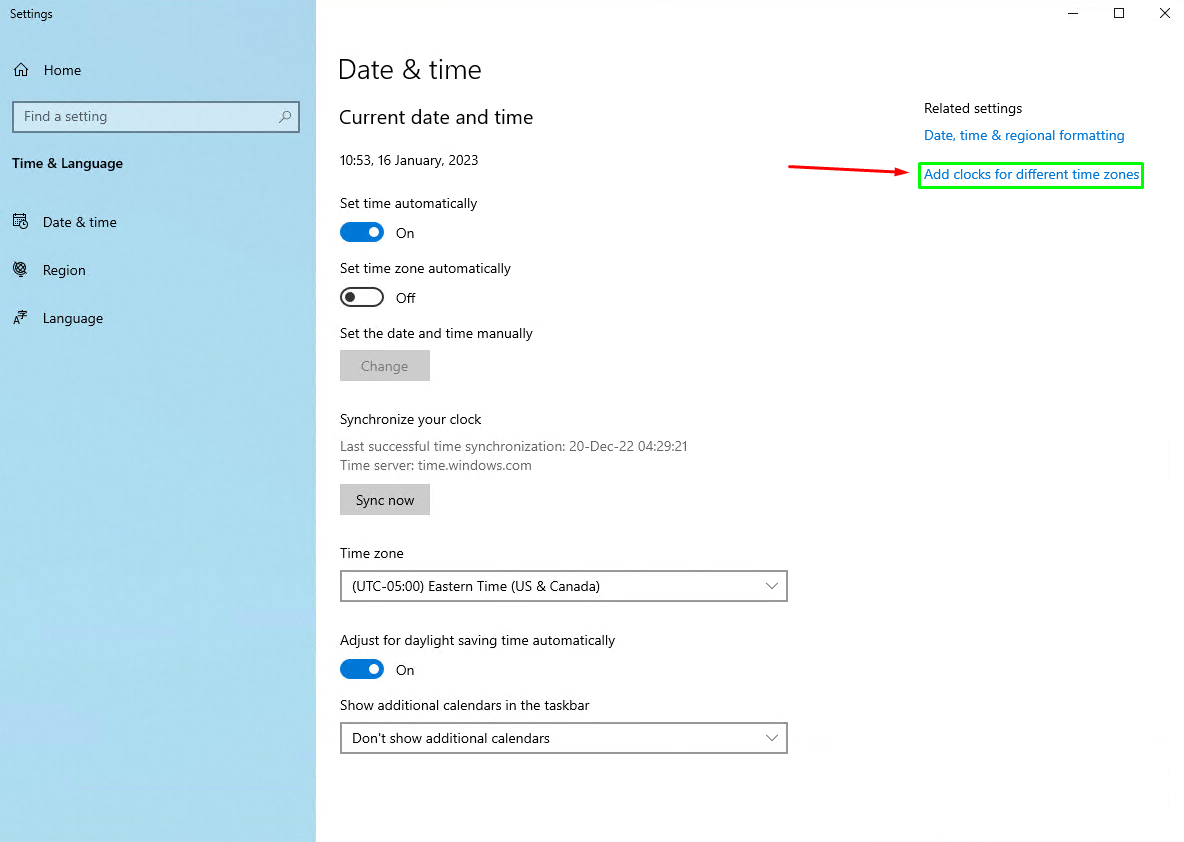 Settings
Home
Find a setting
Time & Language
Date & time
Region
Language
Date & time
Current date and time
10:53, 16 January, 2023
Set time automatically
On
Set time zone automatically
Off
Set the date and time manually
Change
Synchronize your clock
Last successful time synchronization: 20-Dec-22 04:29:21
Time server: time.windows.com
Sync now
Time zone
(UTC-05:00) Eastern Time (US & Canada)
Adjust for daylight saving time automatically
On
Show additional calendars in the taskbar
Don't show additional calendars
Related settings
Date, time & regional formatting
Add clocks for different time zones